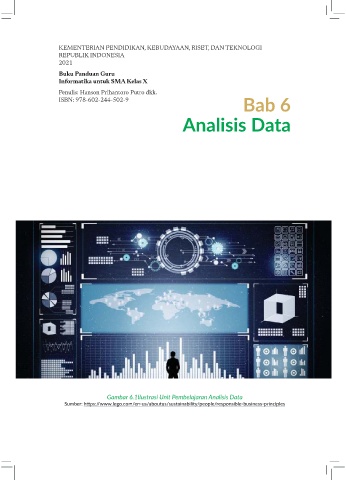 KEMENTERIAN PENDIDIKAN, KEBUDAYAAN, RISET, DAN TEKNOLOGI
REPUBLIK INDONESIA
2021
Buku Panduan Guru
Informatika untuk SMA Kelas X
Penulis: Hanson Prihantoro Putro dkk.
ISBN: 978-602-244-502-9
Bab 6
Analisis Data
Gambar 6.1Ilustrasi Unit Pembelajaran Analisis Data
Sumber: https://www.lego.com/en-us/aboutus/sustainability/people/responsible-business-principles